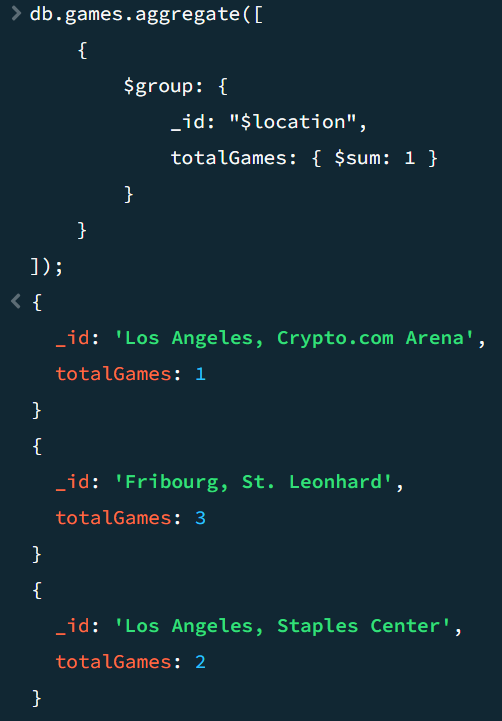 db.games.aggregate([
{
$group: {
_id: "$location",
totalGames: { $sum: 1 }
}
}
]);
{
_id: 'Los Angeles, Crypto.com Arena',
totalGames: 1
}
{
_id: 'Fribourg, St. Leonhard',
totalGames: 3
}
{
_id: 'Los Angeles, Staples Center',
totalGames: 2
}